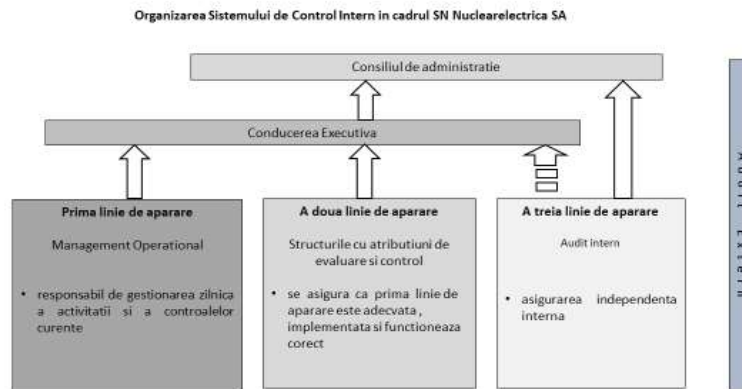 Organizarea Sistemului de Control Intern in cadrul SN Nuclearelectrica SA
Consiliul de administratie
Conducerea Executiva
Prima linie de aparare
Management Operational
• responsabil de gestionarea zilnica
a activitatii si a controalelor
curente
A doua linie de aparare
Structurile cu atributiuni de
evaluare si control
• se asigura ca prima linie de
aparare este adecvata ,
implementata si functioneaza
corect
A treia linie de aparare
Audit intern
• asigurarea independenta
interna
Audit Extern